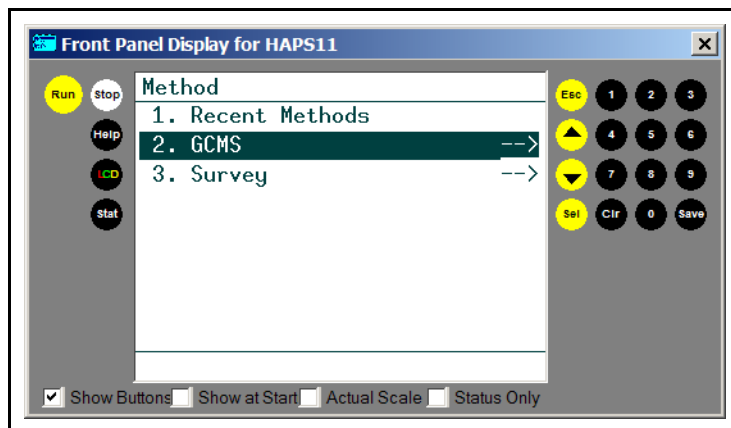 Front Panel Display for HAPS11
Run Stop Method Esc 1 2 3
1. Recent Methods
Help 2. GCMS --> 4 5 6
LCD 3. Survey --> 7 8 9
Stat Sel Clr 0 Save
Show Buttons Show at Start Actual Scale Status Only